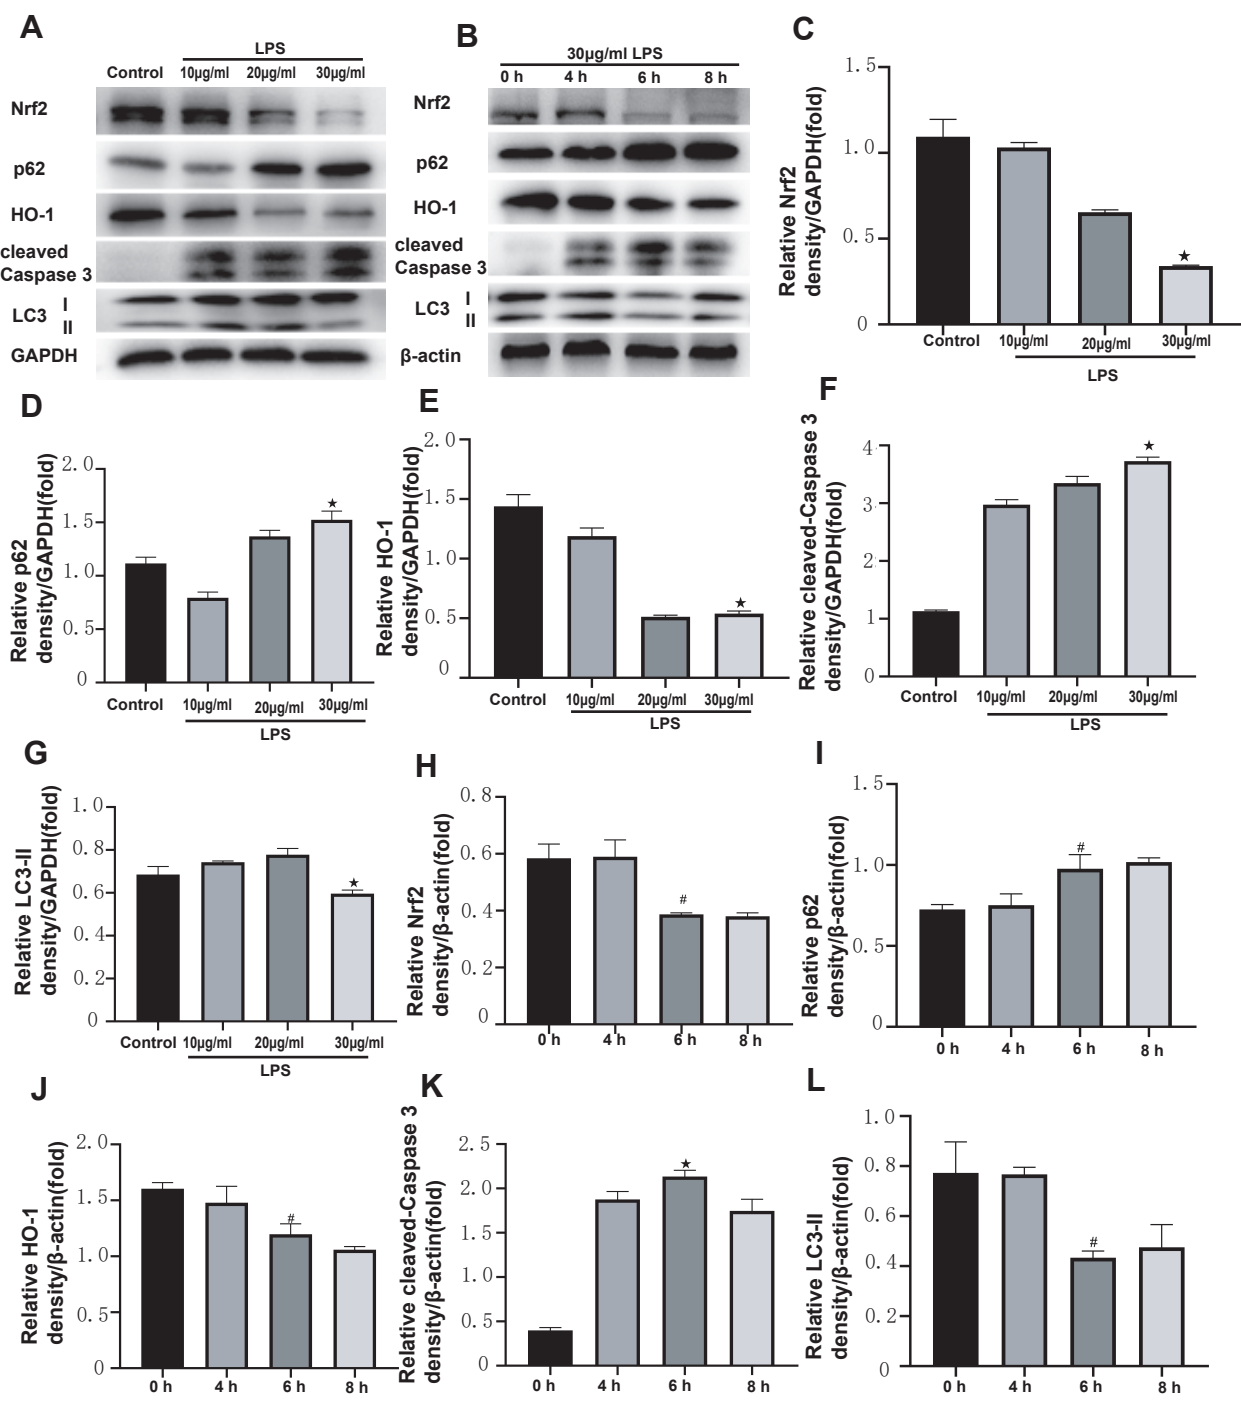 A
LPS
Control 10μg/ml 20μg/ml 30μg/ml
Nrf2
p62
HO-1
cleaved
Caspase 3
LC3 I
II
GAPDH
B
30μg/ml LPS
0 h 4 h 6 h 8 h
Nrf2
p62
HO-1
cleaved
Caspase 3
LC3 I
II
β-actin
C
Relative Nrf2
density/GAPDH(fold)
1.5
1.0
0.5
0
Control 10μg/ml 20μg/ml 30μg/ml
LPS
★
D
Relative p62
density/GAPDH(fold)
2.0
1.5
1.0
0.5
0
★
Control 10μg/ml 20μg/ml 30μg/ml
LPS
E
Relative HO-1
density/GAPDH(fold)
2.0
1.5
1.0
0.5
0
★
Control 10μg/ml 20μg/ml 30μg/ml
LPS
F
Relative cleaved-Caspase 3
density/GAPDH(fold)
4
3
2
1
0
★
Control 10μg/ml 20μg/ml 30μg/ml
LPS
G
Relative LC3-II
density/GAPDH(fold)
1.0
0.8
0.6
0.4
0.2
0
★
Control 10μg/ml 20μg/ml 30μg/ml
LPS
H
Relative Nrf2
density/β-actin(fold)
0.8
0.6
0.4
0.2
0
#
0 h 4 h 6 h 8 h
I
Relative p62
density/β-actin(fold)
1.5
1.0
0.5
0
#
0 h 4 h 6 h 8 h
J
Relative HO-1
density/β-actin(fold)
2.0
1.5
1.0
0.5
0
#
0 h 4 h 6 h 8 h
K
Relative cleaved-Caspase 3
density/β-actin(fold)
2.5
2.0
1.5
1.0
0.5
0
★
0 h 4 h 6 h 8 h
L
Relative LC3-II
density/β-actin(fold)
1.0
0.8
0.6
0.4
0.2
0
#
0 h 4 h 6 h 8 h